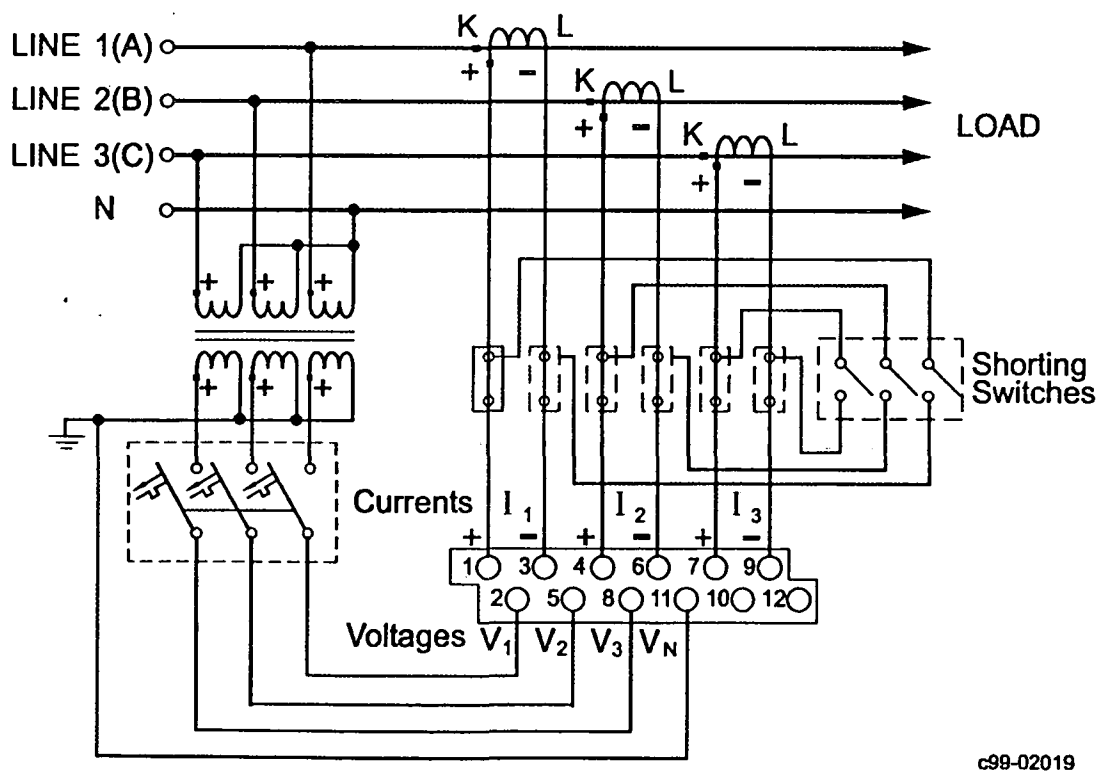 K L
LINE 1(A)
+ -
K L
LINE 2(B)
+ -
LOAD
K L
LINE 3(C)
+ -
N
+ + +
Shorting
Switches
+ + +
Currents I 1 I 2 I 3
+ - + - + -
1 3 4 6 7 9
2 5 8 11 10 12
Voltages V1 V2 V3 VN
c99-02019